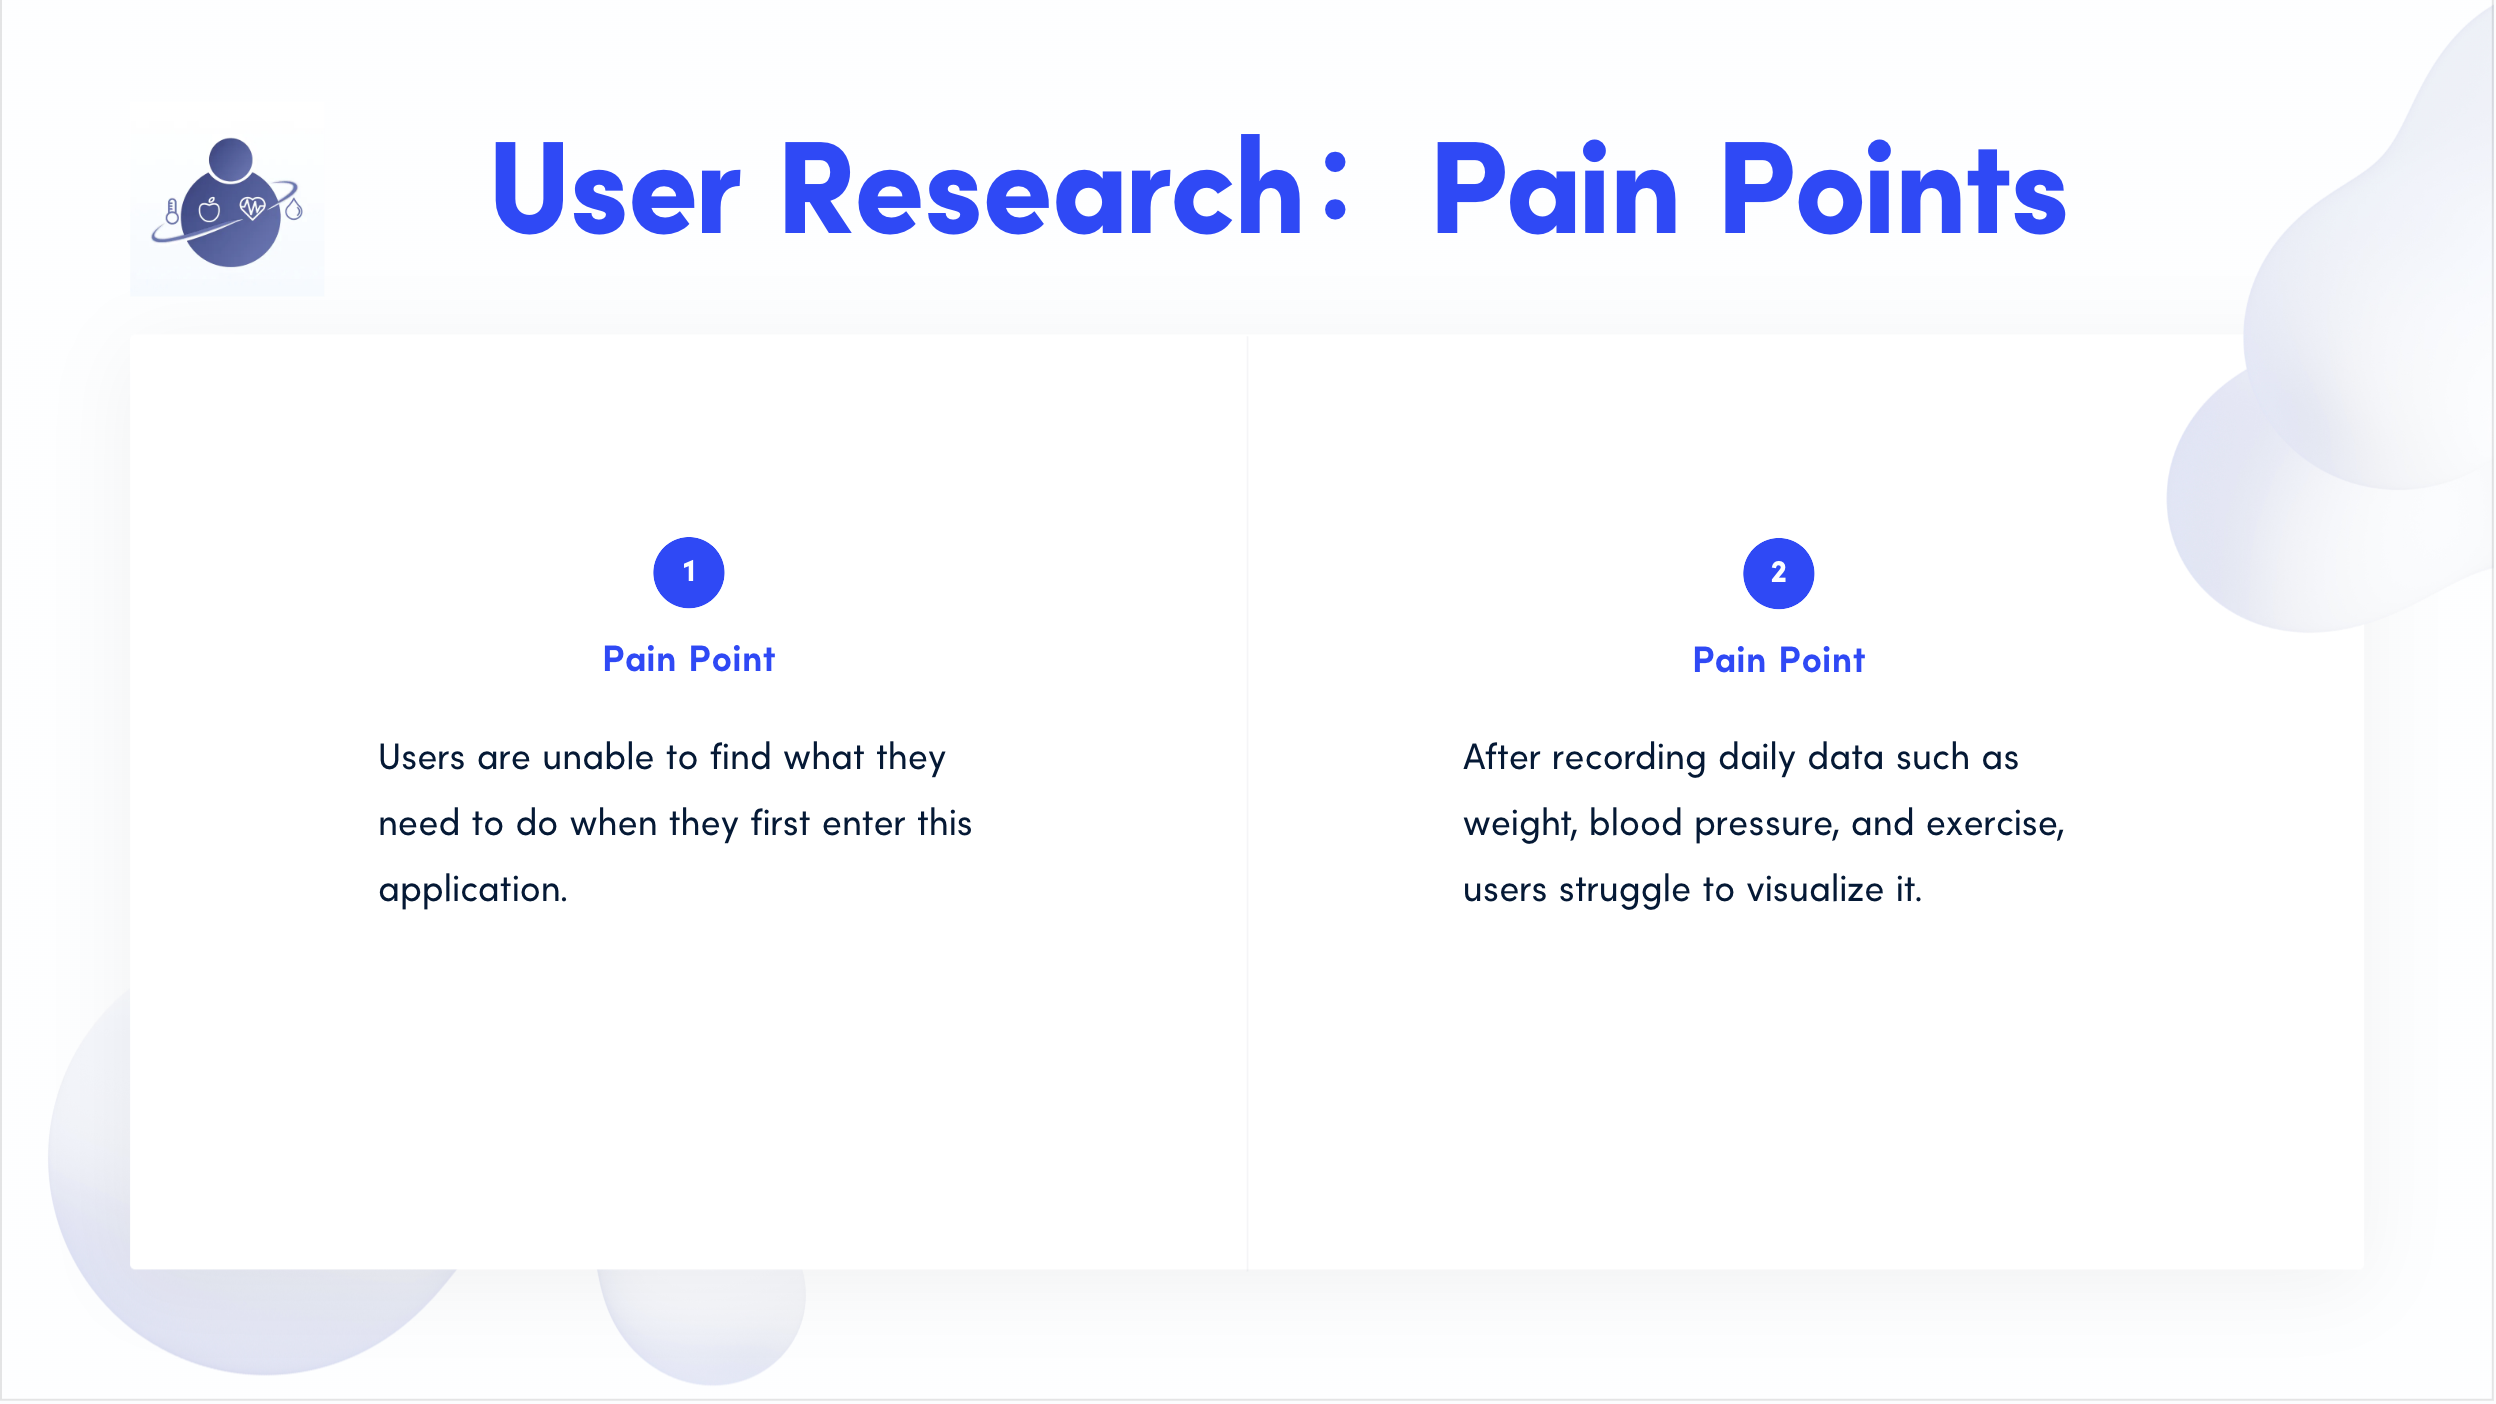 User Research:  Pain Points
1
Pain Point
Users are unable to find what they
need to do when they first enter this
application.
2
Pain Point
After recording daily data such as
weight, blood pressure, and exercise,
users struggle to visualize it.